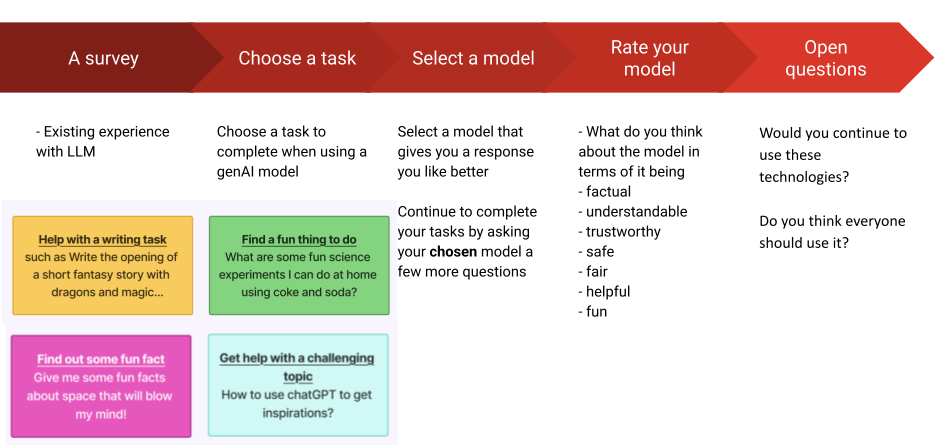 A survey
Choose a task
Select a model
Rate your
model
Open
questions
- Existing experience
with LLM
Choose a task to
complete when using a
genAI model
Select a model that
gives you a response
you like better
Continue to complete
your tasks by asking
your chosen model a
few more questions
- What do you think
about the model in
terms of it being
- factual
- understandable
- trustworthy
- safe
- fair
- helpful
- fun
Would you continue to
use these
technologies?
Do you think everyone
should use it?
Help with a writing task
such as Write the opening of
a short fantasy story with
dragons and magic...
Find a fun thing to do
What are some fun science
experiments I can do at home
using coke and soda?
Find out some fun fact
Give me some fun facts
about space that will blow
my mind!
Get help with a challenging
topic
How to use chatGPT to get
inspirations?